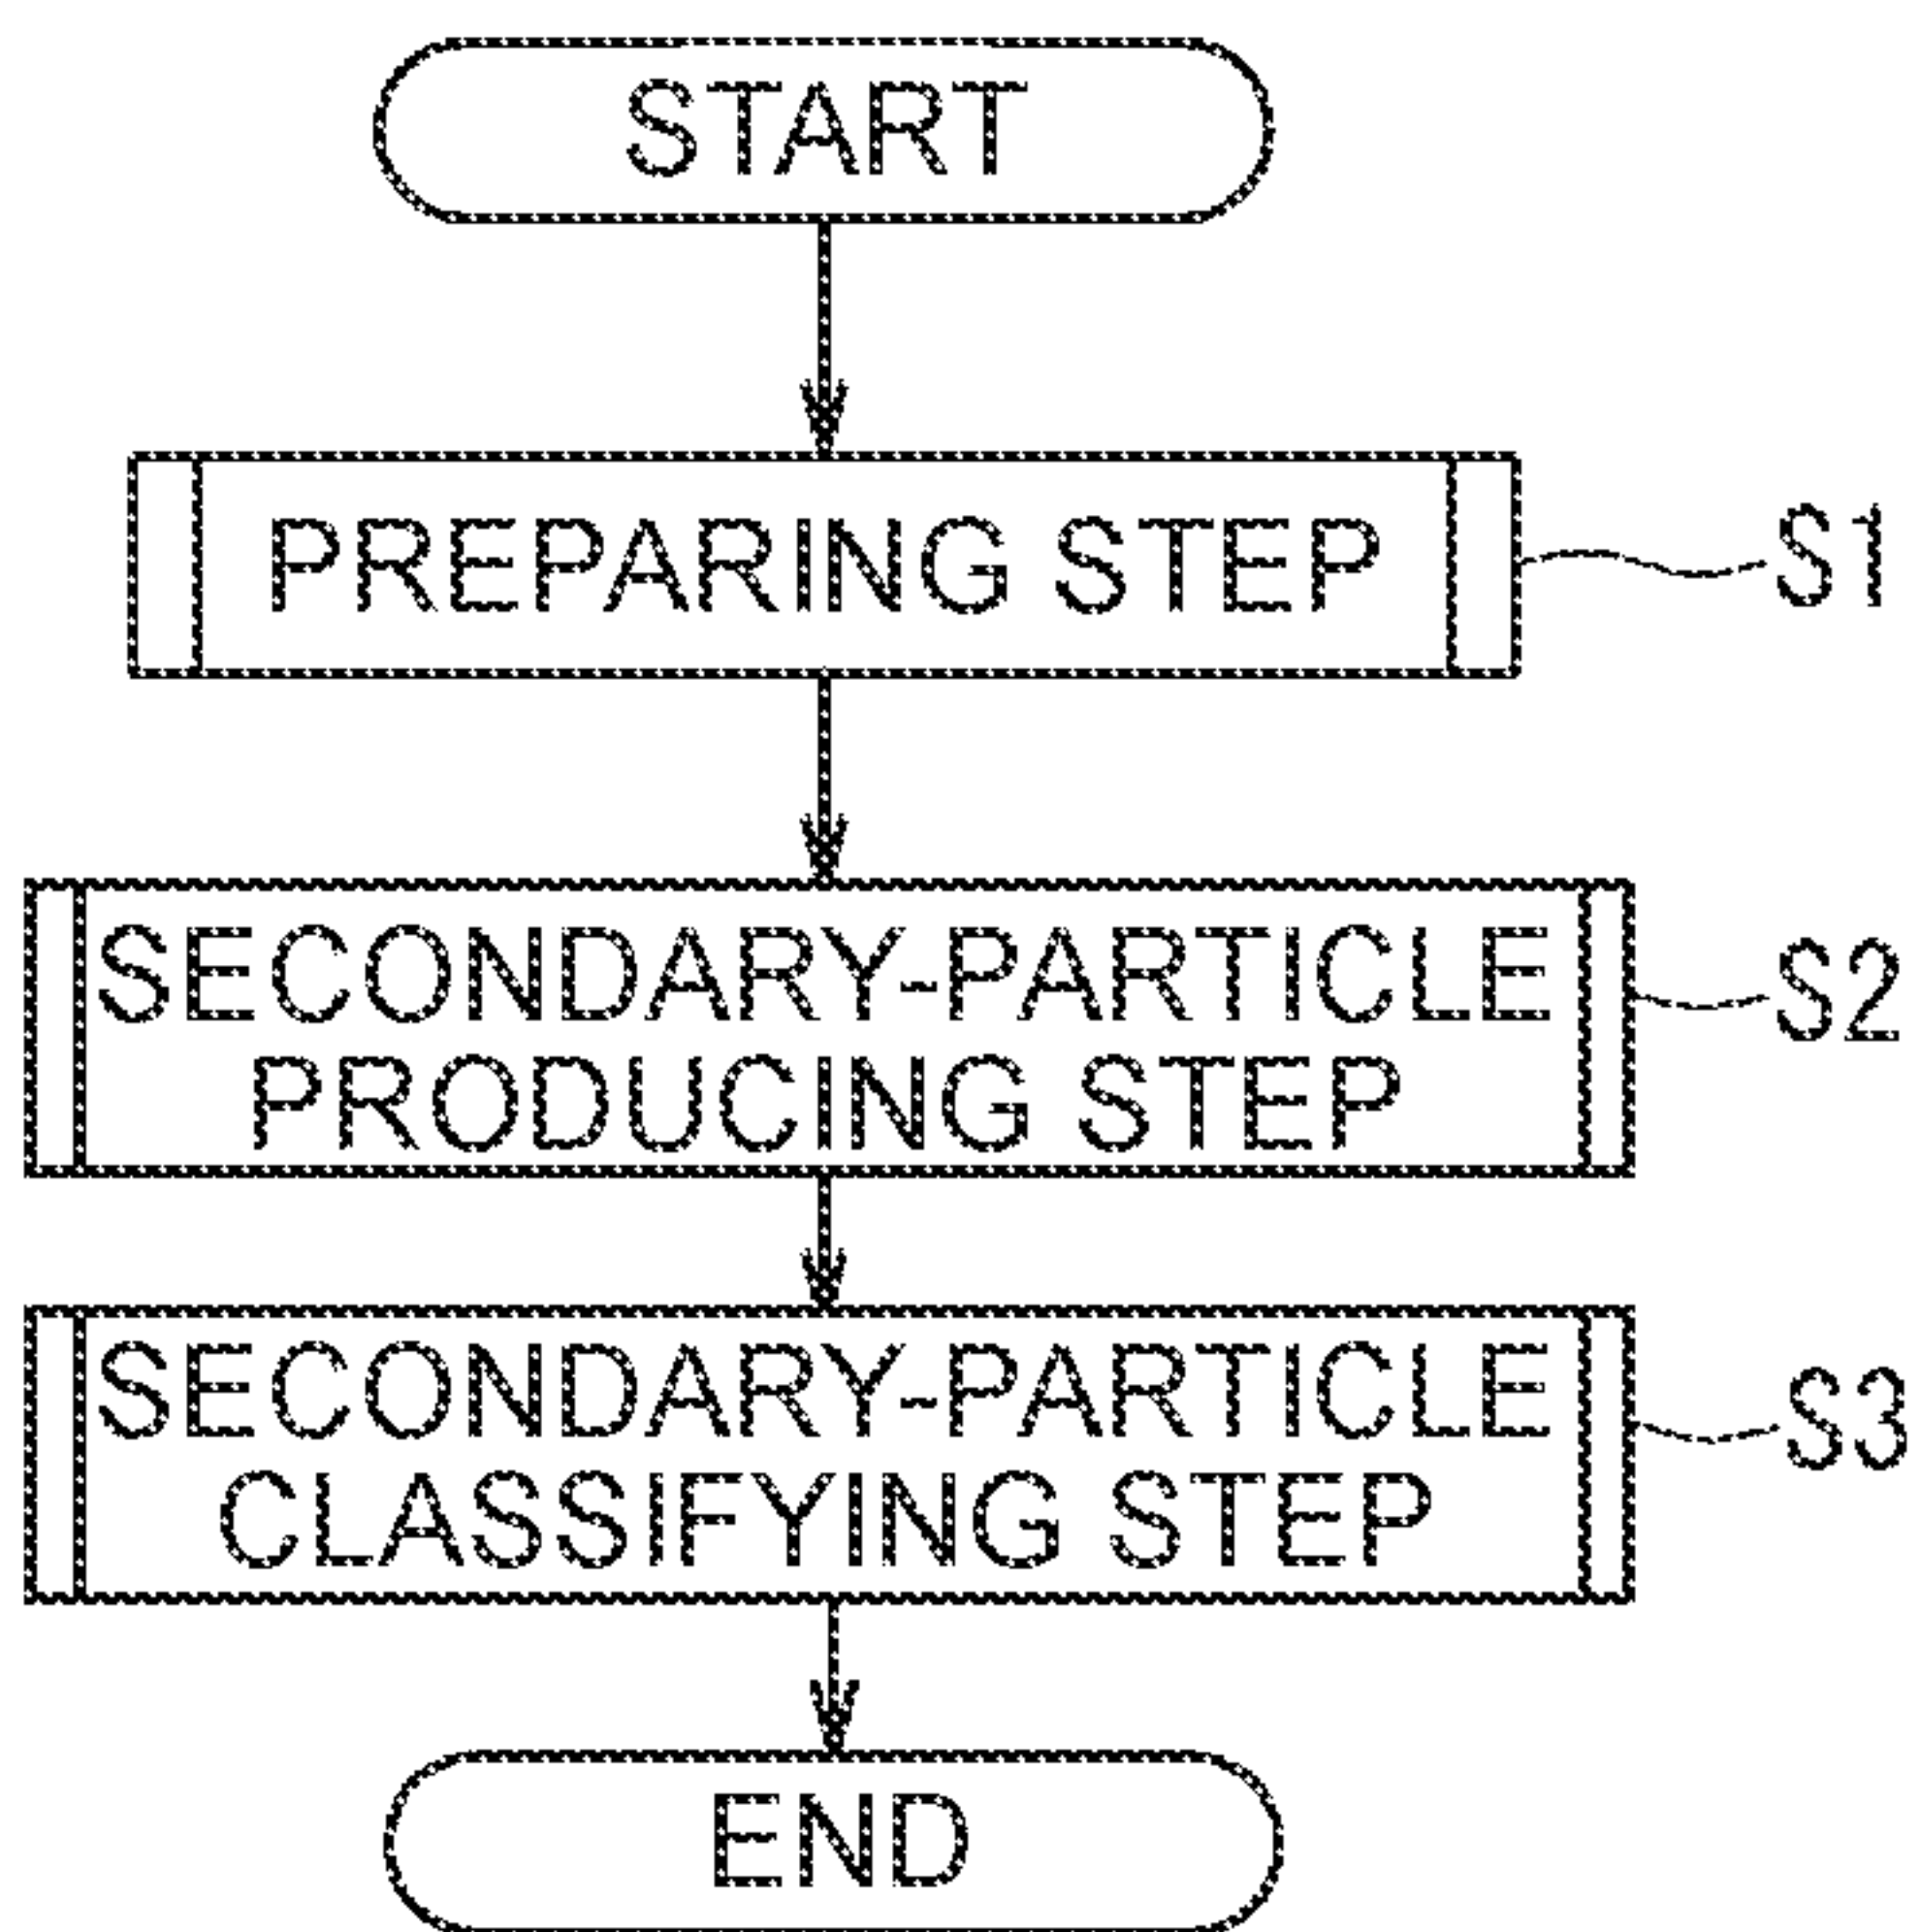 START
PREPARING STEP
S1
SECONDARY-PARTICLE
PRODUCING STEP
S2
SECONDARY-PARTICLE
CLASSIFYING STEP
S3
END